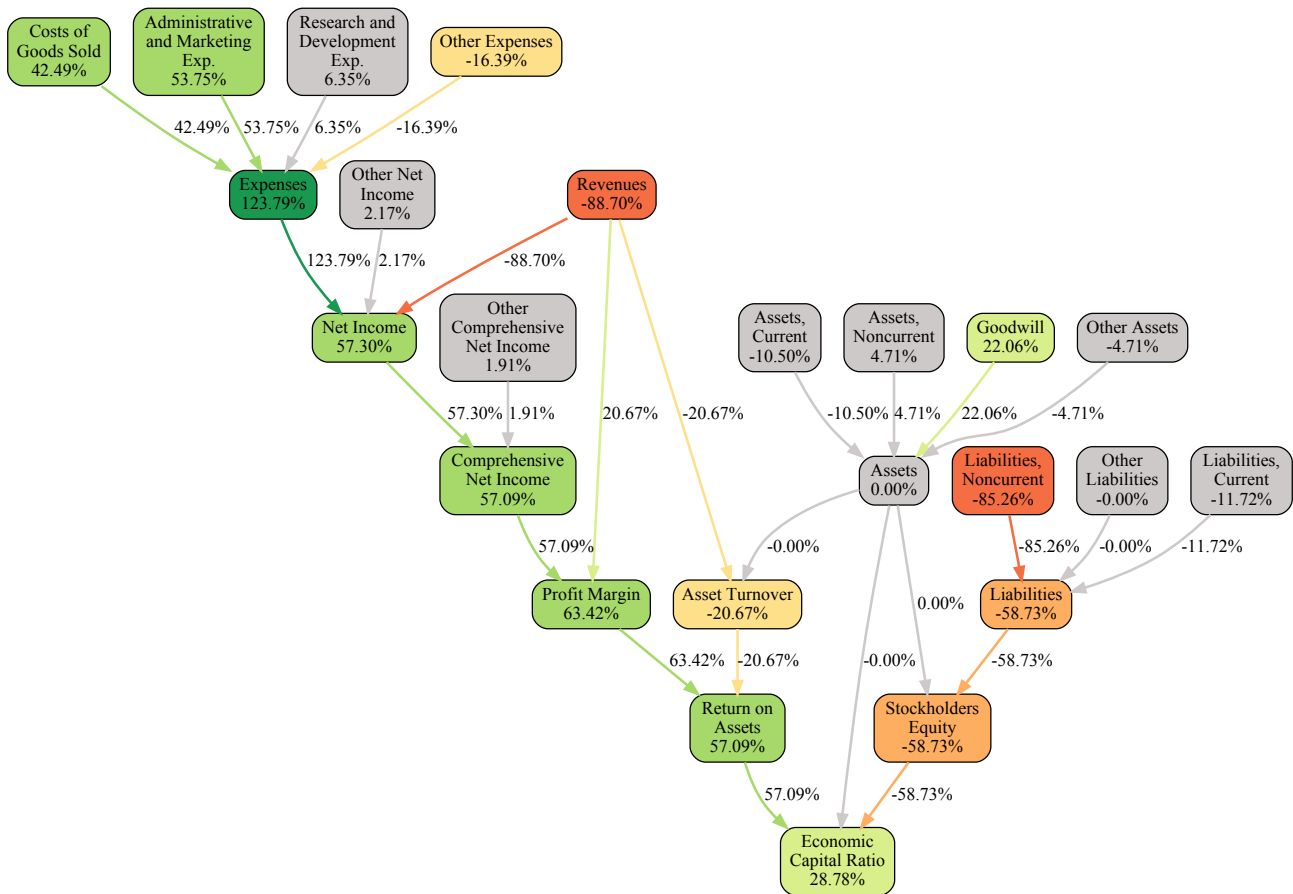 Costs of
Goods Sold
42.49%
Administrative
and Marketing
Exp.
53.75%
Research and
Development
Exp.
6.35%
Other Expenses
-16.39%
42.49%
53.75%
6.35%
-16.39%
Expenses
123.79%
Other Net
Income
2.17%
Revenues
-88.70%
123.79%
2.17%
-88.70%
Net Income
57.30%
Other
Comprehensive
Net Income
1.91%
Assets,
Current
-10.50%
Assets,
Noncurrent
4.71%
Goodwill
22.06%
Other Assets
-4.71%
57.30%
1.91%
20.67%
-20.67%
-10.50%
4.71%
22.06%
-4.71%
Comprehensive
Net Income
57.09%
Assets
0.00%
Liabilities,
Noncurrent
-85.26%
Other
Liabilities
-0.00%
Liabilities,
Current
-11.72%
57.09%
-0.00%
-85.26%
-0.00%
-11.72%
Profit Margin
63.42%
Asset Turnover
-20.67%
0.00%
Liabilities
-58.73%
63.42%
-20.67%
-0.00%
-58.73%
Return on
Assets
57.09%
Stockholders
Equity
-58.73%
57.09%
-58.73%
Economic
Capital Ratio
28.78%